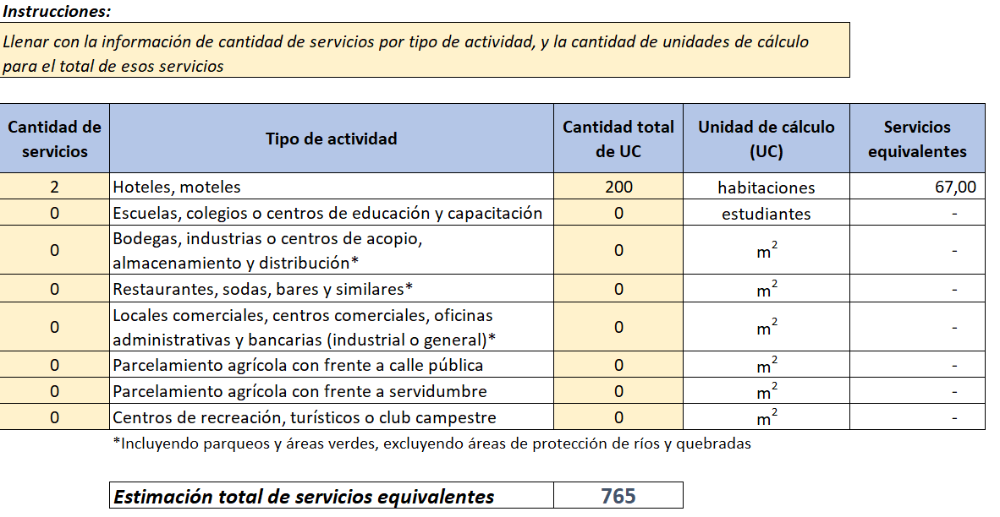 Instrucciones:
Llenar con la información de cantidad de servicios por tipo de actividad, y la cantidad de unidades de cálculo
para el total de esos servicios
Cantidad de servicios Tipo de actividad Cantidad total de UC Unidad de cálculo (UC) Servicios equivalentes
2 Hoteles, moteles 200 habitaciones 67,00
0 Escuelas, colegios o centros de educación y capacitación 0 estudiantes -
0 Bodegas, industrias o centros de acopio, almacenamiento y distribución* 0 m² -
0 Restaurantes, sodas, bares y similares* 0 m² -
0 Locales comerciales, centros comerciales, oficinas administrativas y bancarias (industrial o general)* 0 m² -
0 Parcelamiento agrícola con frente a calle pública 0 m² -
0 Parcelamiento agrícola con frente a servidumbre 0 m² -
0 Centros de recreación, turísticos o club campestre 0 m² -
*Incluyendo parqueos y áreas verdes, excluyendo áreas de protección de ríos y quebradas
Estimación total de servicios equivalentes 765